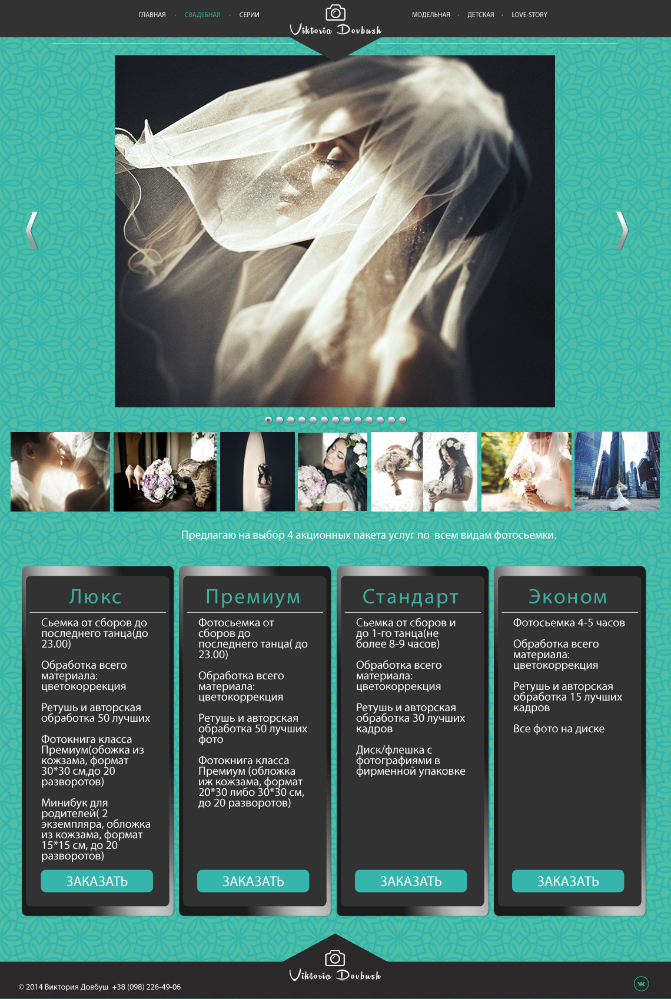 ГЛАВНАЯ · СВАДЕБНАЯ · СЕРИИ
Viktoria Dovbush
МОДЕЛЬНАЯ · ДЕТСКАЯ · LOVE-STORY
Предлагаю на выбор 4 акционных пакета услуг по всем видам фотосьемки.
Люкс
Сьемка от сборов до
последнего танца(до
23.00)
Обработка всего
материала:
цветокоррекция
Ретушь и авторская
обработка 50 лучших
Фотокнига класса
Премиум(обожка из
кожзама, формат
30*30 см,до 20
разворотов)
Минибук для
родителей( 2
экземпляра, обложка
из кожзама, формат
15*15 см, до 20
разворотов)
ЗАКАЗАТЬ
Премиум
Фотосьемка от
сборов до
последнего танца( до
23.00)
Обработка всего
материала:
цветокоррекция
Ретушь и авторская
обработка 50 лучших
фото
Фотокнига класса
Премиум (обложка
иж кожзама, формат
20*30 либо 30*30 см,
до 20 разворотов)
ЗАКАЗАТЬ
Стандарт
Сьемка от сборов и
до 1-го танца(не
более 8-9 часов)
Обработка всего
материала:
цветокоррекция
Ретушь и авторская
обработка 30 лучших
кадров
Диск/флешка с
фотографиями в
фирменной упаковке
ЗАКАЗАТЬ
Эконом
Фотосьемка 4-5 часов
Обработка всего
материала:
цветокоррекция
Ретушь и авторская
обработка 15 лучших
кадров
Все фото на диске
ЗАКАЗАТЬ
Viktoria Dovbush
© 2014 Виктория Довбуш +38 (098) 226-49-06